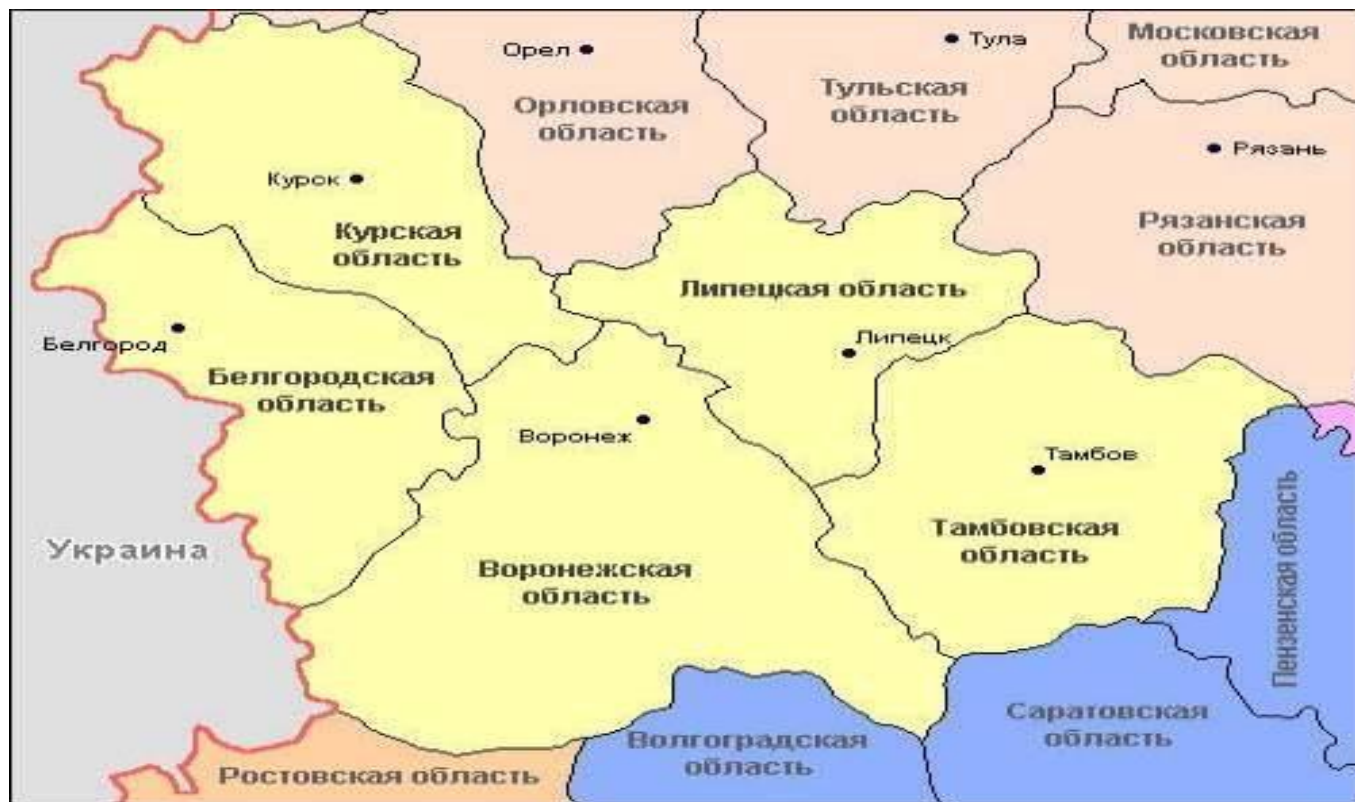 Орел
Тула
Московская
область
Орловская
область
Тульская
область
Рязань
Курок
Курская
область
Рязанская
область
Липецкая область
Белгород
Липецк
Белгородская
область
Воронеж
Тамбов
Украина
Воронежская
область
Тамбовская
область
Пензенская область
Саратовская
область
Волгоградская
область
Ростовская область